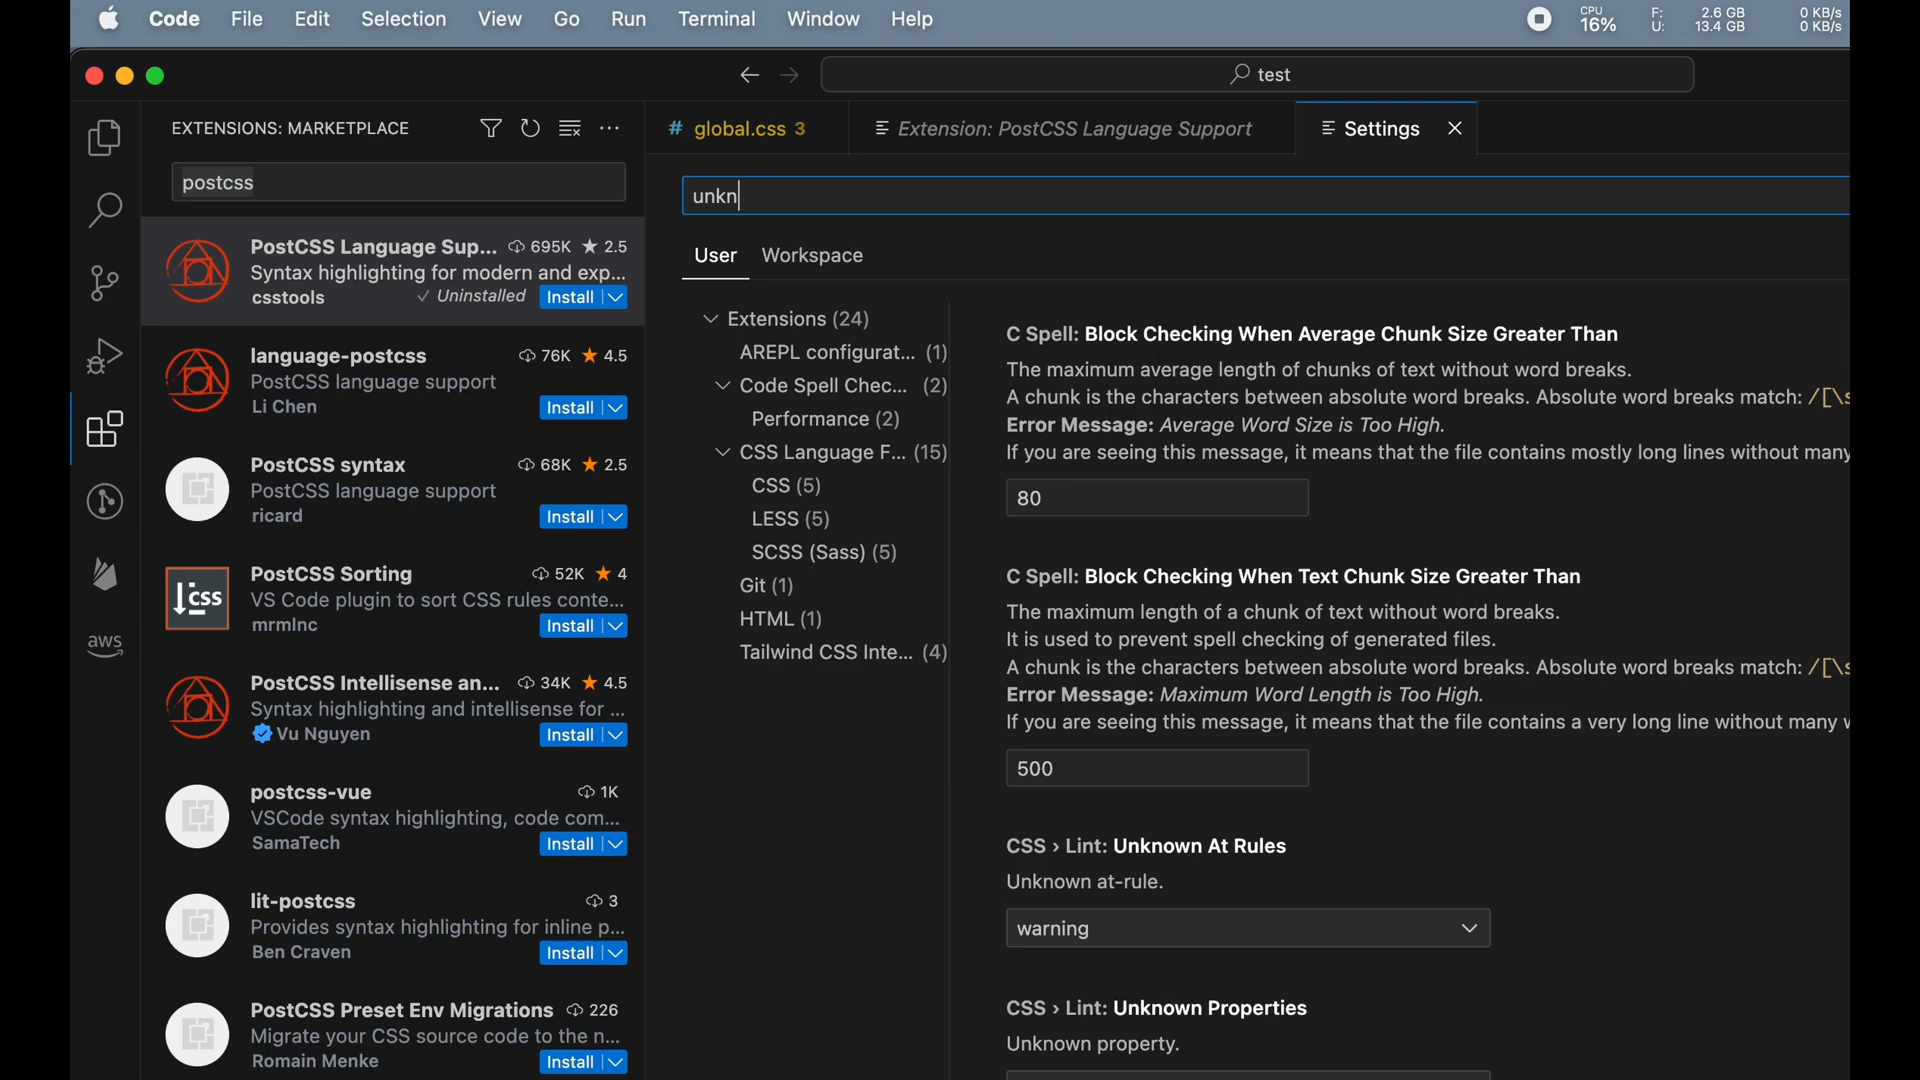 Code File Edit Selection View Go Run Terminal Window Help
CPU 16% F: 2.6 GB U: 13.4 GB 0 KB/s 0 KB/s
test
EXTENSIONS: MARKETPLACE
postcss
PostCSS Language Sup... 695K ★ 2.5
Syntax highlighting for modern and exp...
csstools ✓ Uninstalled Install
language-postcss 76K ★ 4.5
PostCSS language support
Li Chen Install
PostCSS syntax 68K ★ 2.5
PostCSS language support
ricard Install
css
PostCSS Sorting 52K ★ 4
VS Code plugin to sort CSS rules conte...
mrmlnc Install
PostCSS Intellisense an... 34K ★ 4.5
Syntax highlighting and intellisense for ...
Vu Nguyen Install
postcss-vue 1K
VSCode syntax highlighting, code com...
SamaTech Install
lit-postcss 3
Provides syntax highlighting for inline p...
Ben Craven Install
PostCSS Preset Env Migrations 226
Migrate your CSS source code to the n...
Romain Menke Install
aws
# global.css 3
Extension: PostCSS Language Support
Settings
unkn
User Workspace
Extensions (24)
AREPL configurat... (1)
Code Spell Chec... (2)
Performance (2)
CSS Language F... (15)
CSS (5)
LESS (5)
SCSS (Sass) (5)
Git (1)
HTML (1)
Tailwind CSS Inte... (4)
C Spell: Block Checking When Average Chunk Size Greater Than
The maximum average length of chunks of text without word breaks.
A chunk is the characters between absolute word breaks. Absolute word breaks match: /[\s
Error Message: Average Word Size is Too High.
If you are seeing this message, it means that the file contains mostly long lines without many
80
C Spell: Block Checking When Text Chunk Size Greater Than
The maximum length of a chunk of text without word breaks.
It is used to prevent spell checking of generated files.
A chunk is the characters between absolute word breaks. Absolute word breaks match: /[\s
Error Message: Maximum Word Length is Too High.
If you are seeing this message, it means that the file contains a very long line without many w
500
CSS › Lint: Unknown At Rules
Unknown at-rule.
warning
CSS › Lint: Unknown Properties
Unknown property.